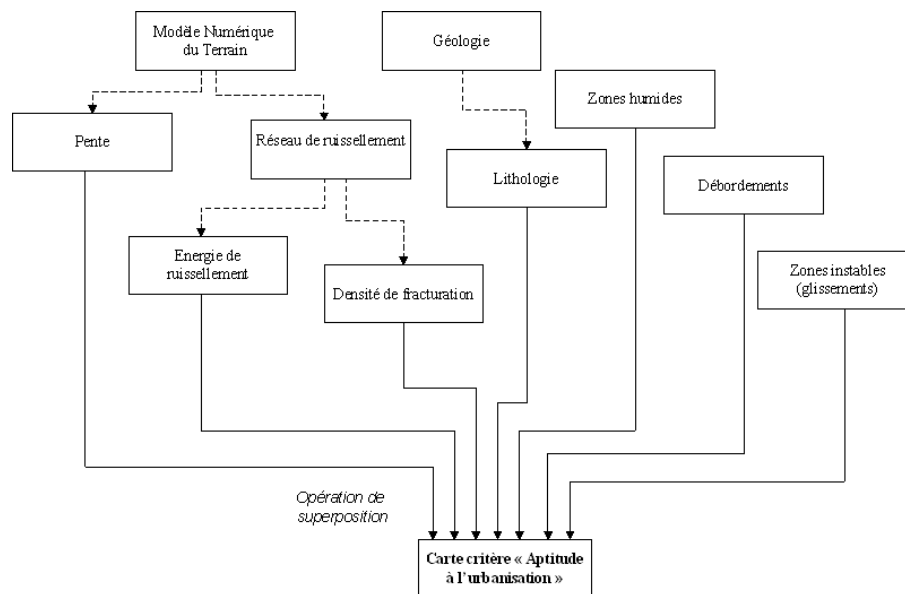 Modèle Numérique
du Terrain
Géologie
Zones humides
Pente
Réseau de ruissellement
Lithologie
Débordements
Energie de
ruissellement
Densité de fracturation
Zones instables
(glissements)
Opération de
superposition
Carte critère « Aptitude
à l'urbanisation »